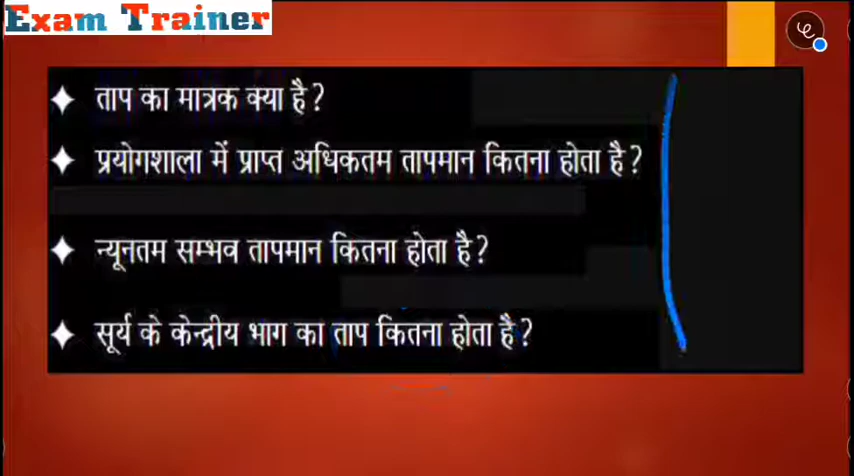 Exam Trainer
ताप का मात्रक क्या है?
प्रयोगशाला में प्राप्त अधिकतम तापमान कितना होता है?
न्यूनतम सम्भव तापमान कितना होता है?
सूर्य के केन्द्रीय भाग का ताप कितना होता है?